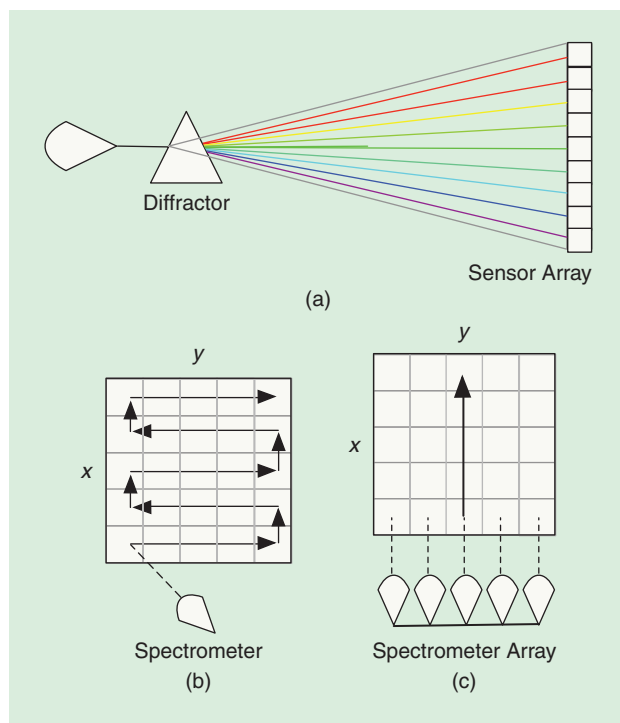 Diffractor
Sensor Array
(a)
y
x
Spectrometer
(b)
y
x
Spectrometer Array
(c)